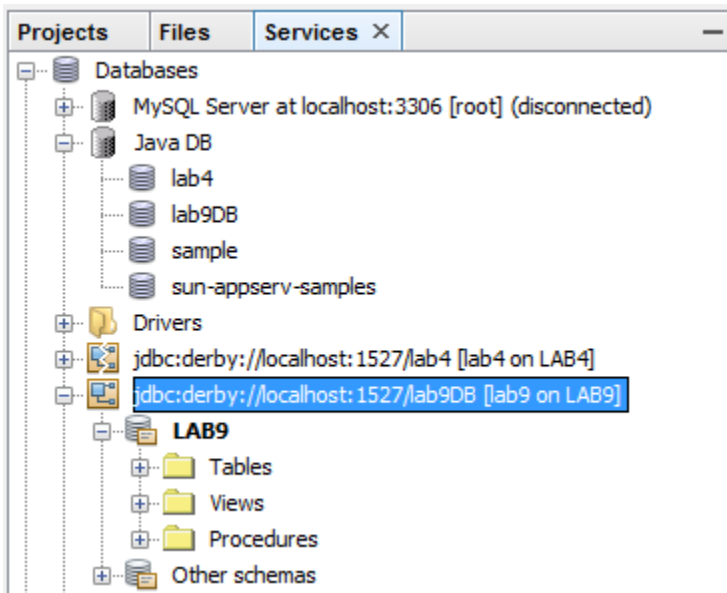 Projects Files Services
Databases
MySQL Server at localhost:3306 [root] (disconnected)
Java DB
lab4
lab9DB
sample
sun-appserv-samples
Drivers
jdbc:derby://localhost:1527/lab4 [lab4 on LAB4]
jdbc:derby://localhost:1527/lab9DB [lab9 on LAB9]
LAB9
Tables
Views
Procedures
Other schemas